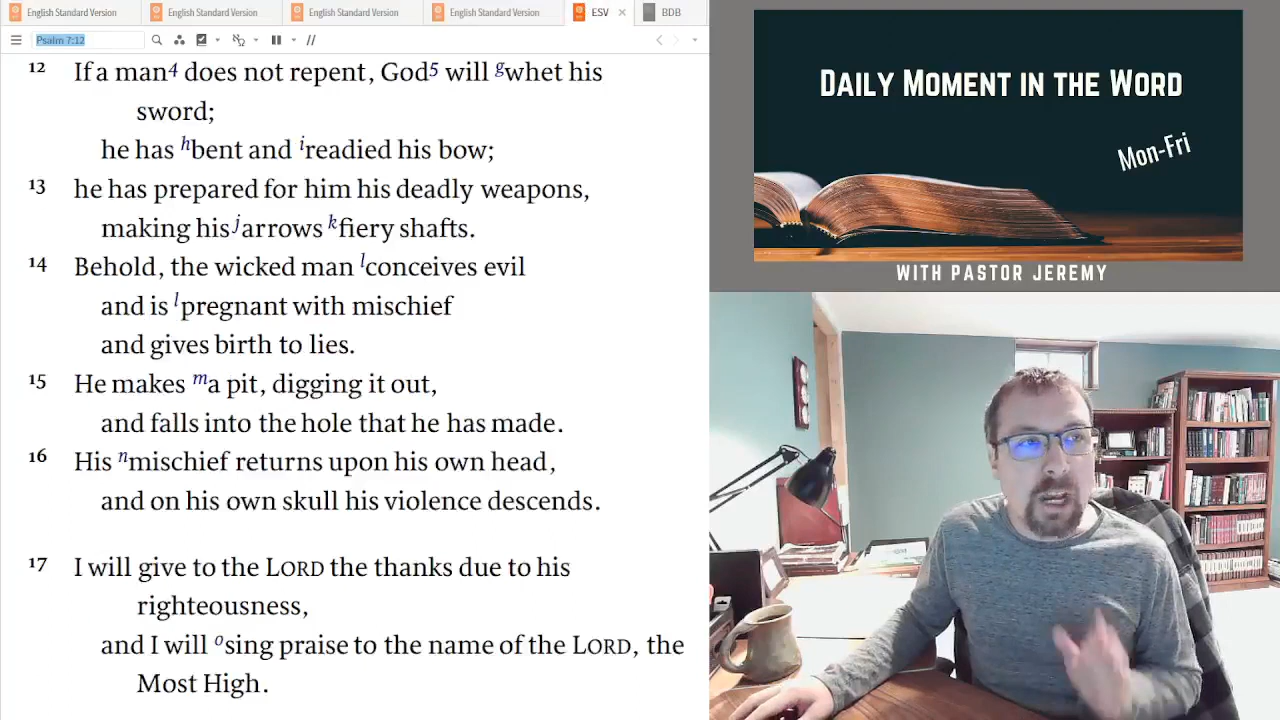 English Standard Version
English Standard Version
English Standard Version
English Standard Version
ESV
BDB
Psalm 7:12
12 If a man4 does not repent, God5 will gwhet his
sword;
he has hbent and ireadied his bow;
13 he has prepared for him his deadly weapons,
making his jarrows kfiery shafts.
14 Behold, the wicked man lconceives evil
and is lpregnant with mischief
and gives birth to lies.
15 He makes ma pit, digging it out,
and falls into the hole that he has made.
16 His nmischief returns upon his own head,
and on his own skull his violence descends.
17 I will give to the LORD the thanks due to his
righteousness,
and I will osing praise to the name of the LORD, the
Most High.
DAILY MOMENT IN THE WORD
Mon-Fri
WITH PASTOR JEREMY